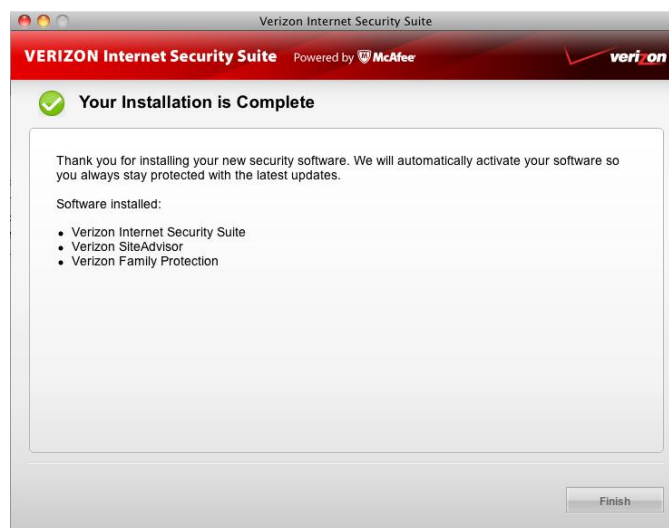 Verizon Internet Security Suite
VERIZON Internet Security Suite Powered by McAfee verizon
Your Installation is Complete
Thank you for installing your new security software. We will automatically activate your software so
you always stay protected with the latest updates.
Software installed:
• Verizon Internet Security Suite
• Verizon SiteAdvisor
• Verizon Family Protection
Finish